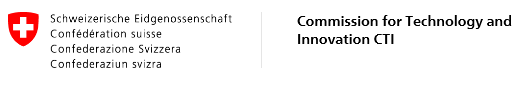 Schweizerische Eidgenossenschaft
Confédération suisse
Confederazione Svizzera
Confederaziun svizra
Commission for Technology and
Innovation CTI